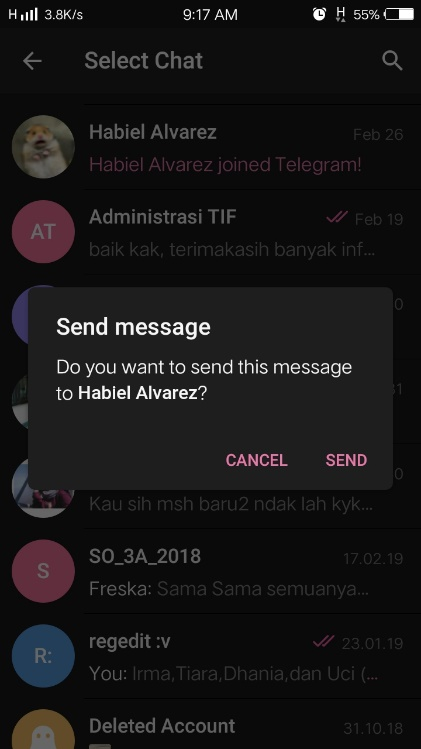 H 3.8K/s 9:17 AM H 55%
Select Chat
Habiel Alvarez Feb 26
Habiel Alvarez joined Telegram!
AT Administrasi TIF Feb 19
baik kak, terimakasih banyak inf...
Send message
Do you want to send this message
to Habiel Alvarez?
CANCEL SEND
Kau sih msh baru2 ndak lah kyk...
S SO_3A_2018 17.02.19
Freska: Sama Sama semuanya...
R: regedit :v 23.01.19
You: Irma,Tiara,Dhania,dan Uci (...
Deleted Account 31.10.18